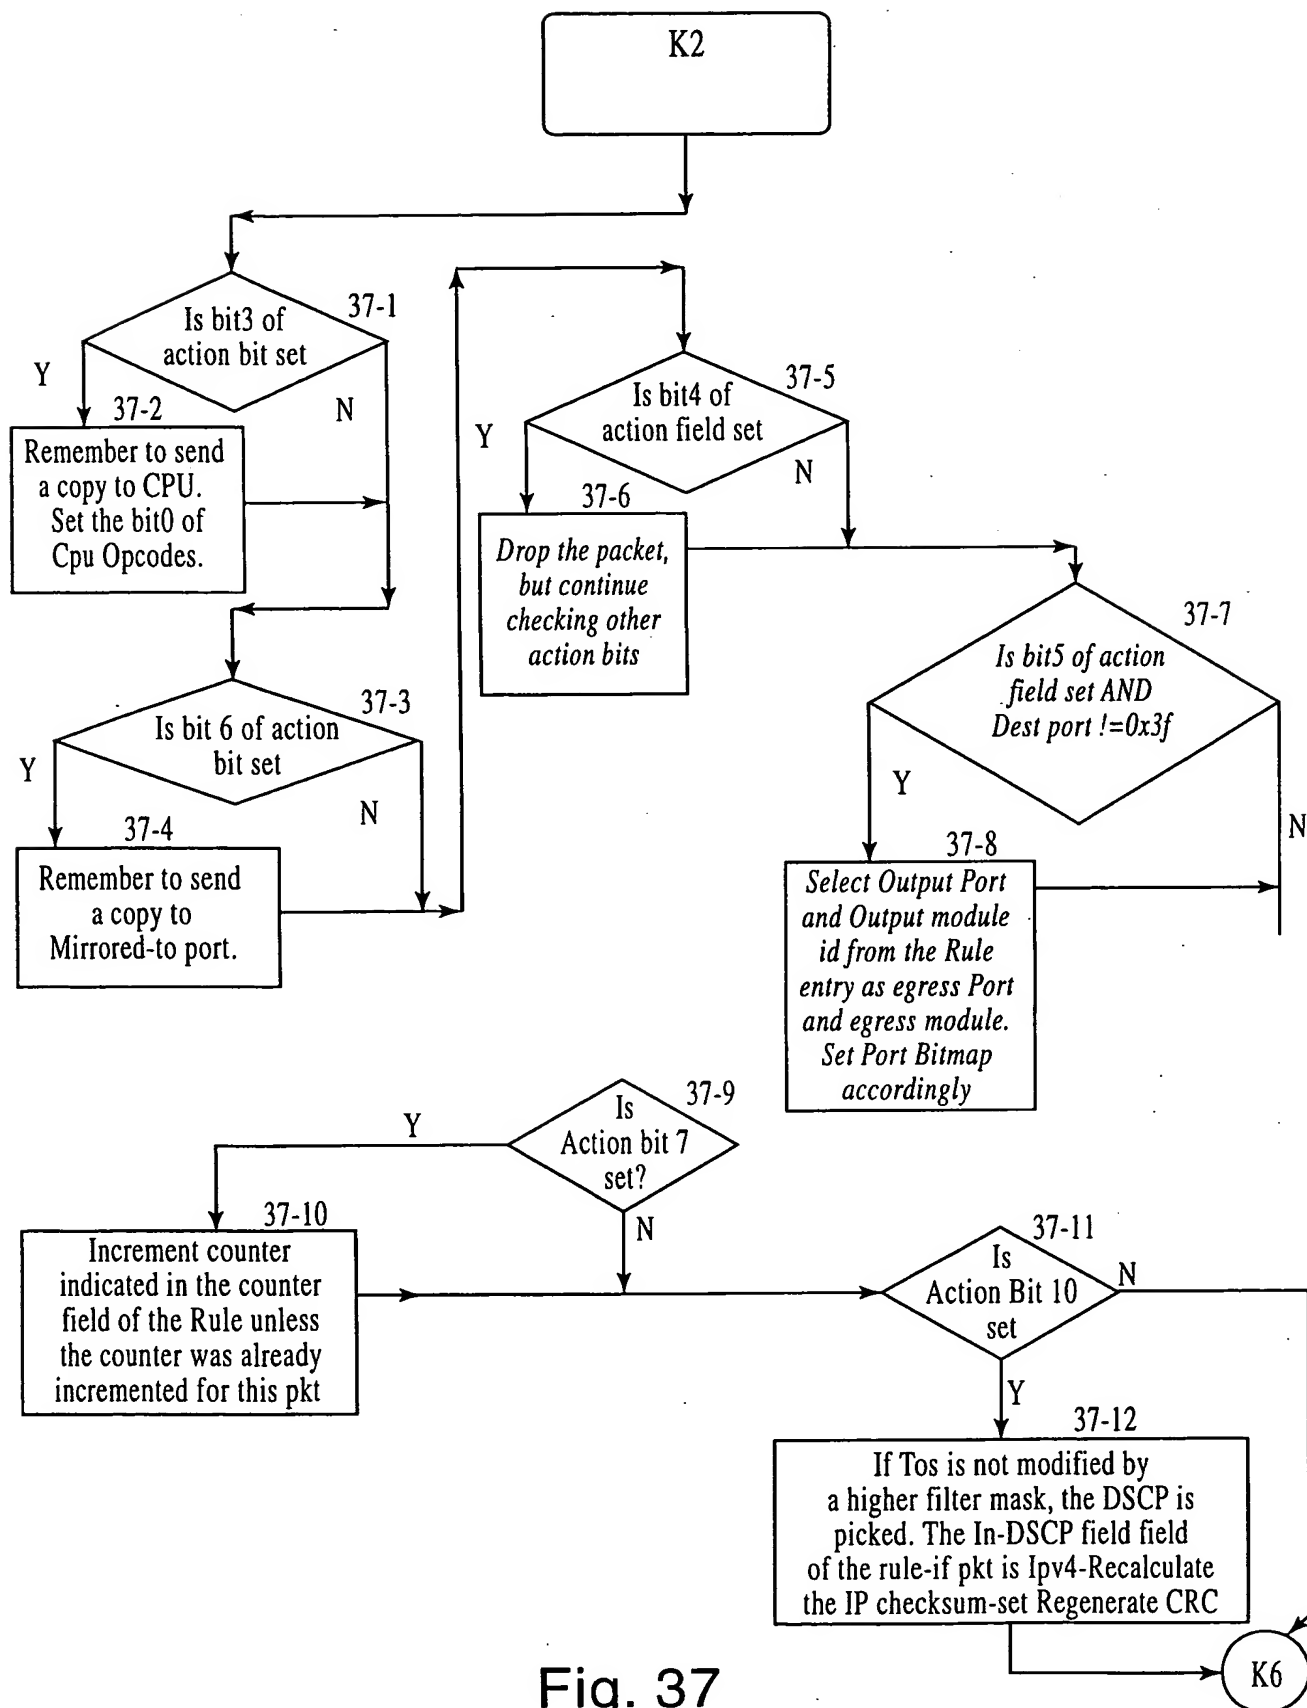 K2
37-1
Is bit3 of
action bit set
Y
N
37-2
Remember to send
a copy to CPU.
Set the bit0 of
Cpu Opcodes.
37-3
Is bit 6 of action
bit set
Y
N
37-4
Remember to send
a copy to
Mirrored-to port.
37-5
Is bit4 of
action field set
Y
N
37-6
Drop the packet,
but continue
checking other
action bits
37-7
Is bit5 of action
field set AND
Dest port !=0x3f
Y
N
37-8
Select Output Port
and Output module
id from the Rule
entry as egress Port
and egress module.
Set Port Bitmap
accordingly
37-9
Is
Action bit 7
set?
Y
N
37-10
Increment counter
indicated in the counter
field of the Rule unless
the counter was already
incremented for this pkt
37-11
Is
Action Bit 10
set
N
Y
37-12
If Tos is not modified by
a higher filter mask, the DSCP is
picked. The In-DSCP field field
of the rule-if pkt is Ipv4-Recalculate
the IP checksum-set Regenerate CRC
K6
Fig. 37